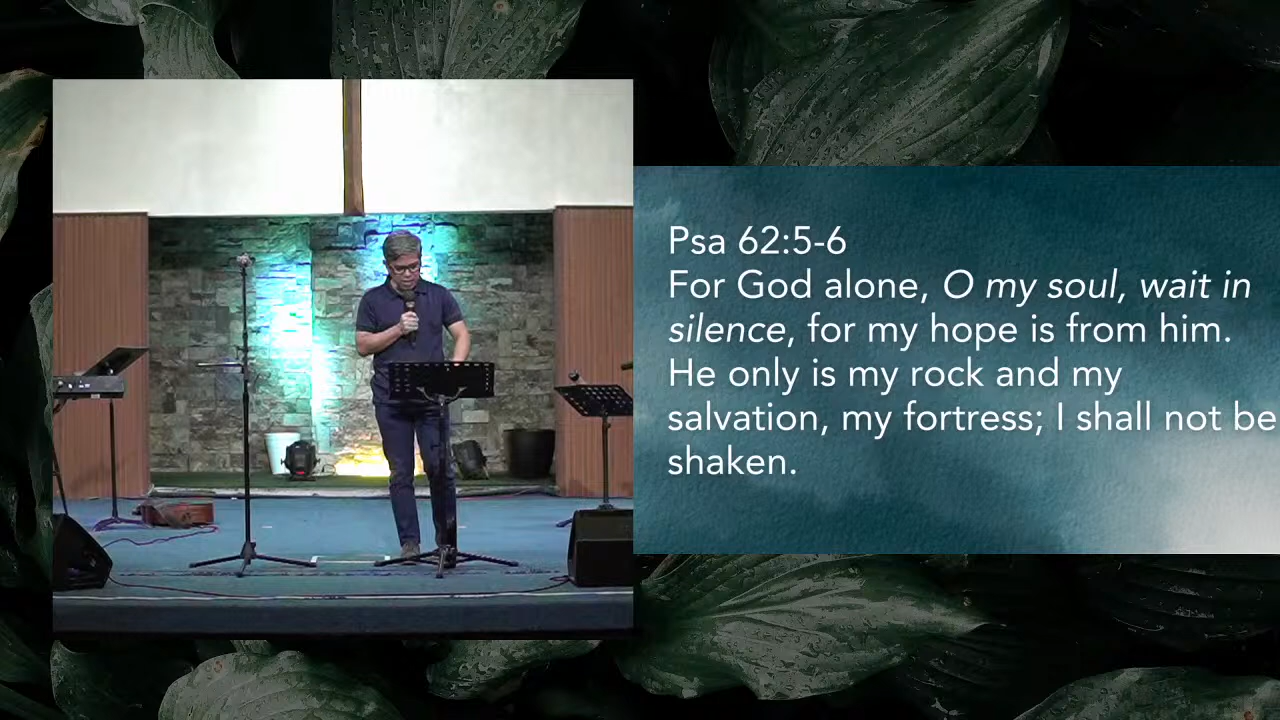 Psa 62:5-6
For God alone, O my soul, wait in
silence, for my hope is from him.
He only is my rock and my
salvation, my fortress; I shall not be
shaken.